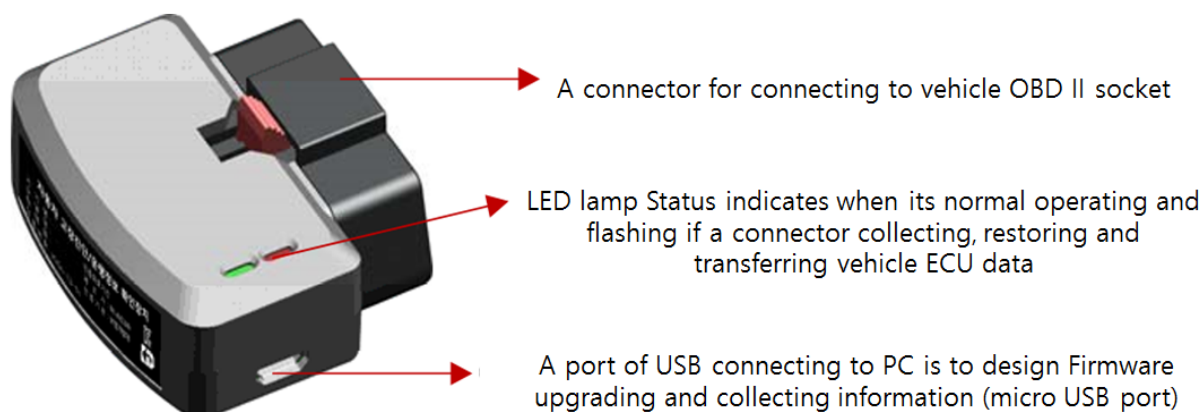 A connector for connecting to vehicle OBD II socket
LED lamp Status indicates when its normal operating and
flashing if a connector collecting, restoring and
transferring vehicle ECU data
A port of USB connecting to PC is to design Firmware
upgrading and collecting information (micro USB port)